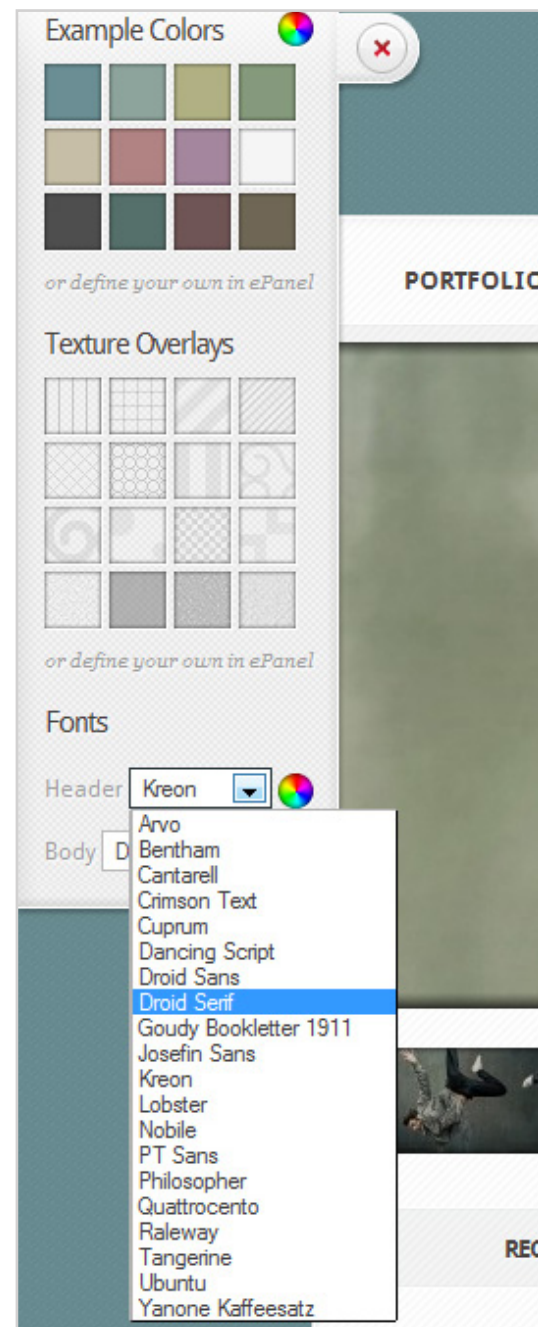 Example Colors
or define your own in ePanel
PORTFOLIO
Texture Overlays
or define your own in ePanel
Fonts
Header Kreon
Body D
Arvo
Bentham
Cantarell
Crimson Text
Cuprum
Dancing Script
Droid Sans
Droid Serif
Goudy Bookletter 1911
Josefin Sans
Kreon
Lobster
Nobile
PT Sans
Philosopher
Quattrocento
Raleway
Tangerine
Ubuntu
Yanone Kaffeesatz
REC